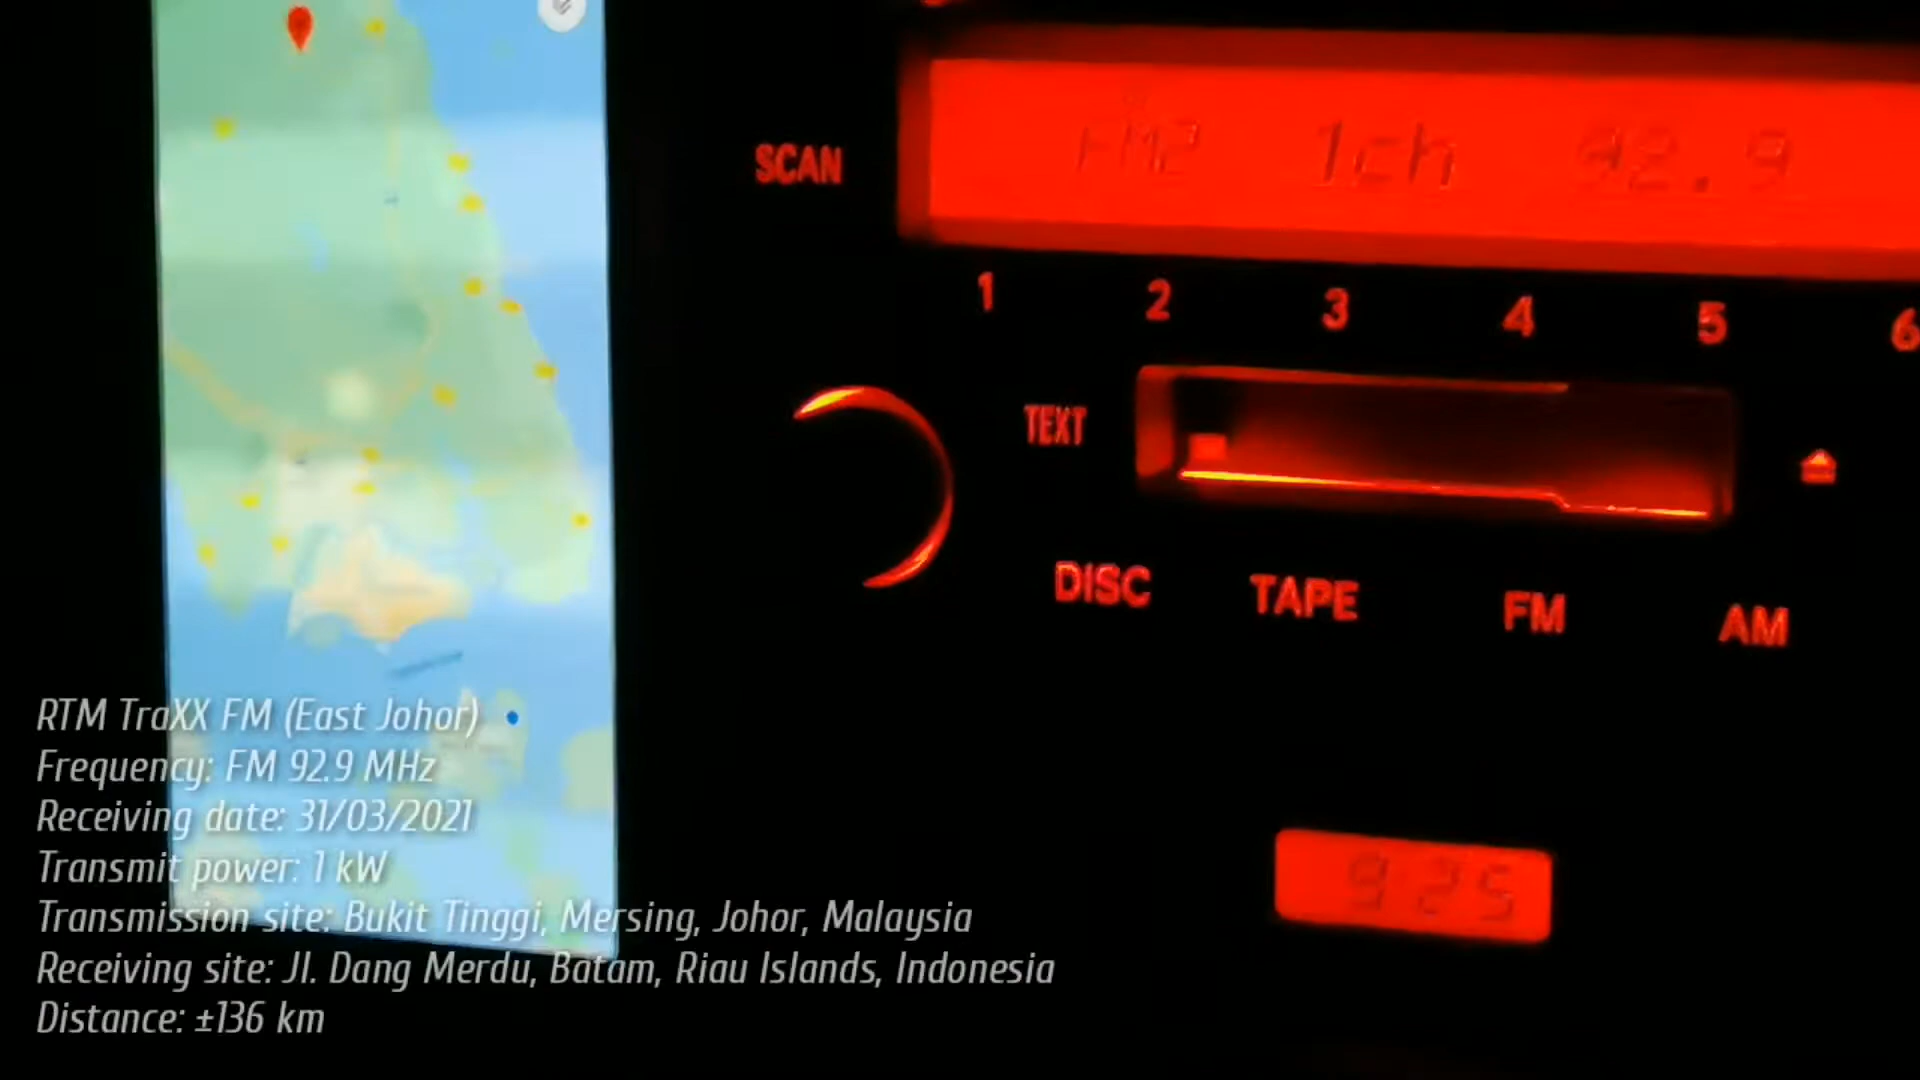 FM2 1ch 92.9
SCAN
1 2 3 4 5 6
TEXT
DISC TAPE FM AM
9:25
RTM TraXX FM (East Johor)
Frequency: FM 92.9 MHz
Receiving date: 31/03/2021
Transmit power: 1 kW
Transmission site: Bukit Tinggi, Mersing, Johor, Malaysia
Receiving site: Jl. Dang Merdu, Batam, Riau Islands, Indonesia
Distance: ±136 km